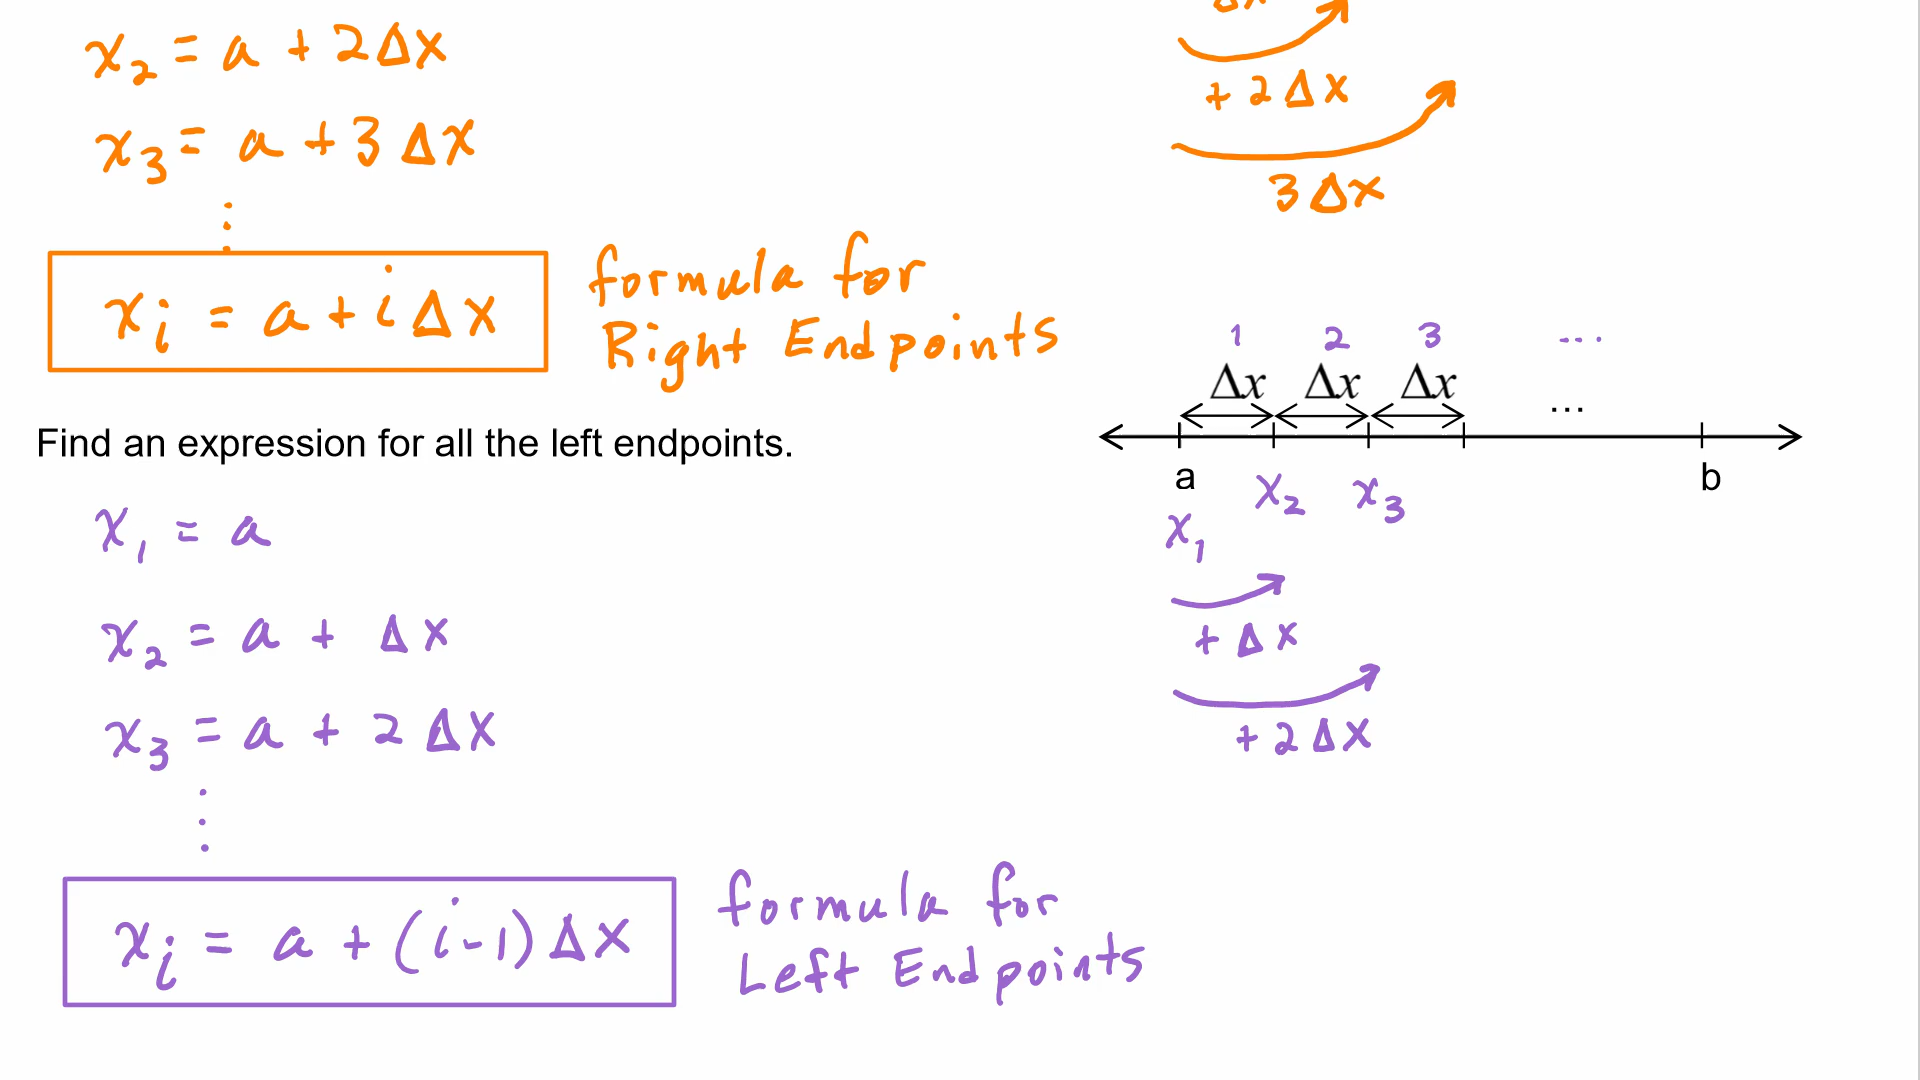 x₂ = a + 2Δx
x₃ = a + 3Δx
⋮
xᵢ = a + iΔx
formula for
Right Endpoints
Δx
+ 2Δx
3Δx
Find an expression for all the left endpoints.
x₁ = a
x₂ = a + Δx
x₃ = a + 2Δx
⋮
xᵢ = a + (i-1)Δx
formula for
Left Endpoints
1 2 3 ...
Δx Δx Δx ...
a x₂ x₃ b
x₁
+ Δx
+ 2Δx